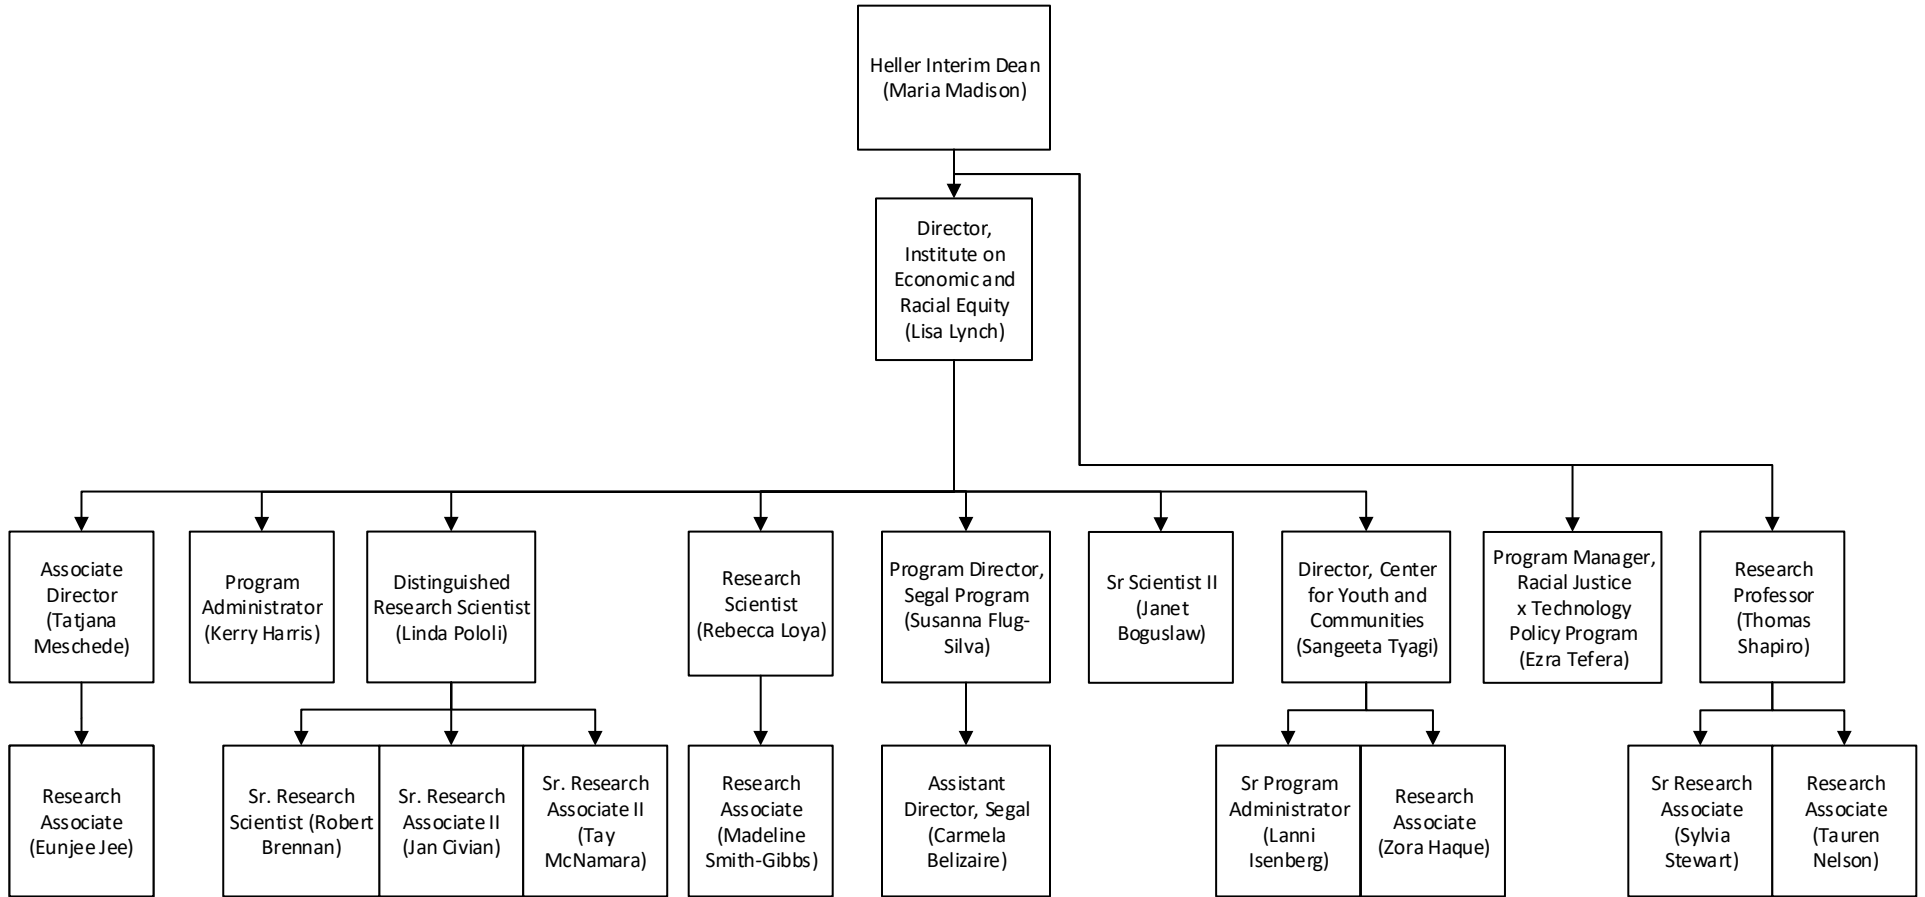 Heller Interim Dean
(Maria Madison)
Director,
Institute on
Economic and
Racial Equity
(Lisa Lynch)
Associate
Director
(Tatjana
Meschede)
Program
Administrator
(Kerry Harris)
Distinguished
Research Scientist
(Linda Pololi)
Research
Scientist
(Rebecca Loya)
Program Director,
Segal Program
(Susanna Flug-
Silva)
Sr Scientist II
(Janet
Boguslaw)
Director, Center
for Youth and
Communities
(Sangeeta Tyagi)
Program Manager,
Racial Justice
x Technology
Policy Program
(Ezra Tefera)
Research
Professor
(Thomas
Shapiro)
Research
Associate
(Eunjee Jee)
Sr. Research
Scientist (Robert
Brennan)
Sr. Research
Associate II
(Jan Civian)
Sr. Research
Associate II
(Tay
McNamara)
Research
Associate
(Madeline
Smith-Gibbs)
Assistant
Director, Segal
(Carmela
Belizaire)
Sr Program
Administrator
(Lanni
Isenberg)
Research
Associate
(Zora Haque)
Sr Research
Associate
(Sylvia
Stewart)
Research
Associate
(Tauren
Nelson)